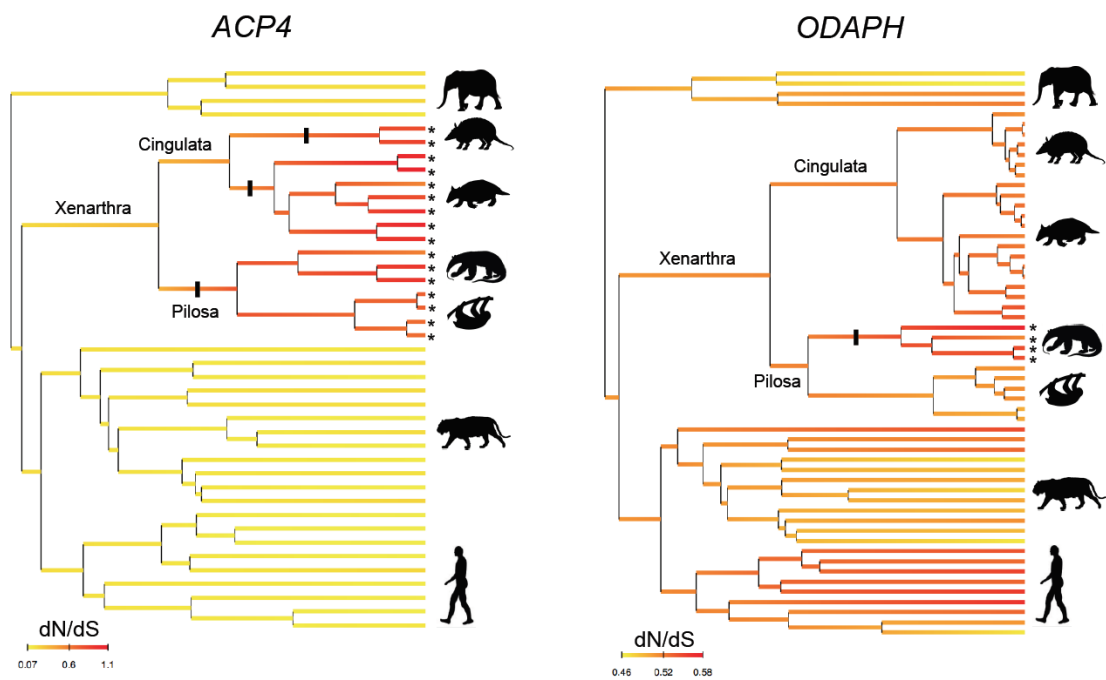 ACP4
Cingulata
*
*
*
*
*
*
*
*
*
Xenarthra
*
*
*
Pilosa
*
*
*
*
dN/dS
0.07 0.6 1.1
ODAPH
Cingulata
Xenarthra
*
*
*
*
Pilosa
dN/dS
0.46 0.52 0.58